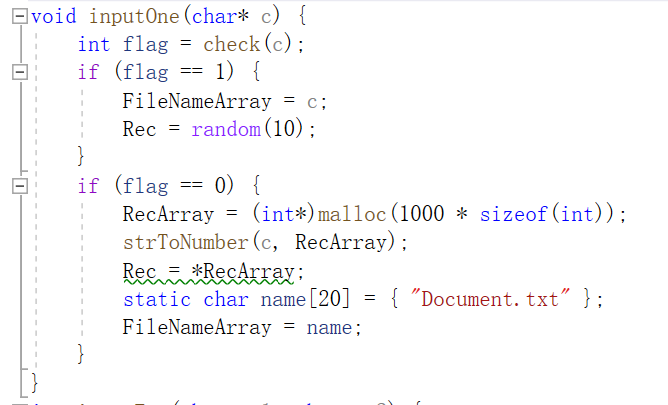 void inputOne(char* c) {
    int flag = check(c);
    if (flag == 1) {
        FileNameArray = c;
        Rec = random(10);
    }
    if (flag == 0) {
        RecArray = (int*)malloc(1000 * sizeof(int));
        strToNumber(c, RecArray);
        Rec = *RecArray;
        static char name[20] = { "Document.txt" };
        FileNameArray = name;
    }
}